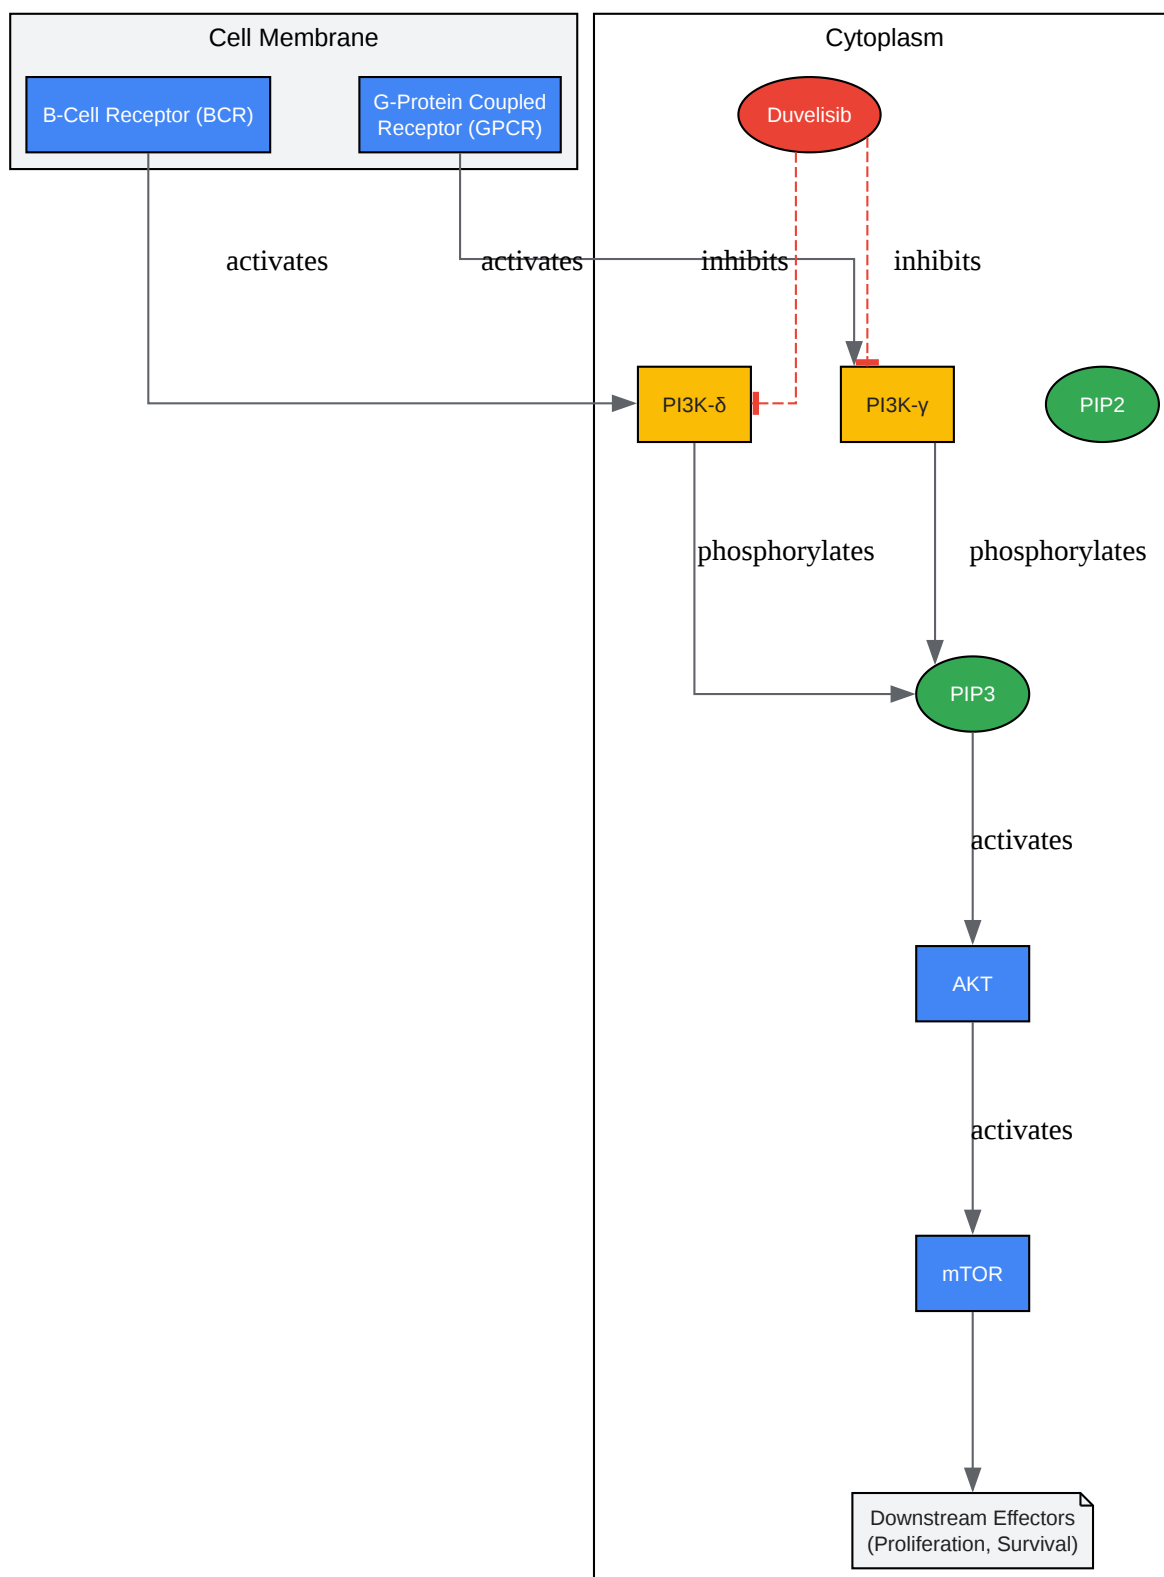 Cell Membrane
Cytoplasm
B-Cell Receptor (BCR)
G-Protein Coupled
Receptor (GPCR)
Duvelisib
activates
activates
inhibits
inhibits
PI3K-δ
PI3K-γ
PIP2
phosphorylates
phosphorylates
PIP3
activates
AKT
activates
mTOR
Downstream Effectors
(Proliferation, Survival)